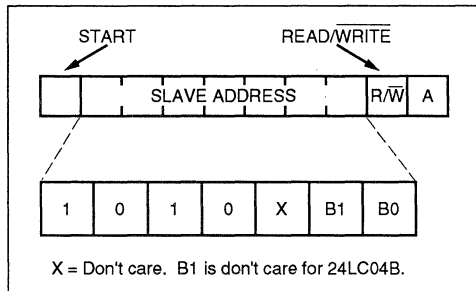 START READ/WRITE
SLAVE ADDRESS R/W A
1 0 1 0 X B1 B0
X = Don't care. B1 is don't care for 24LC04B.